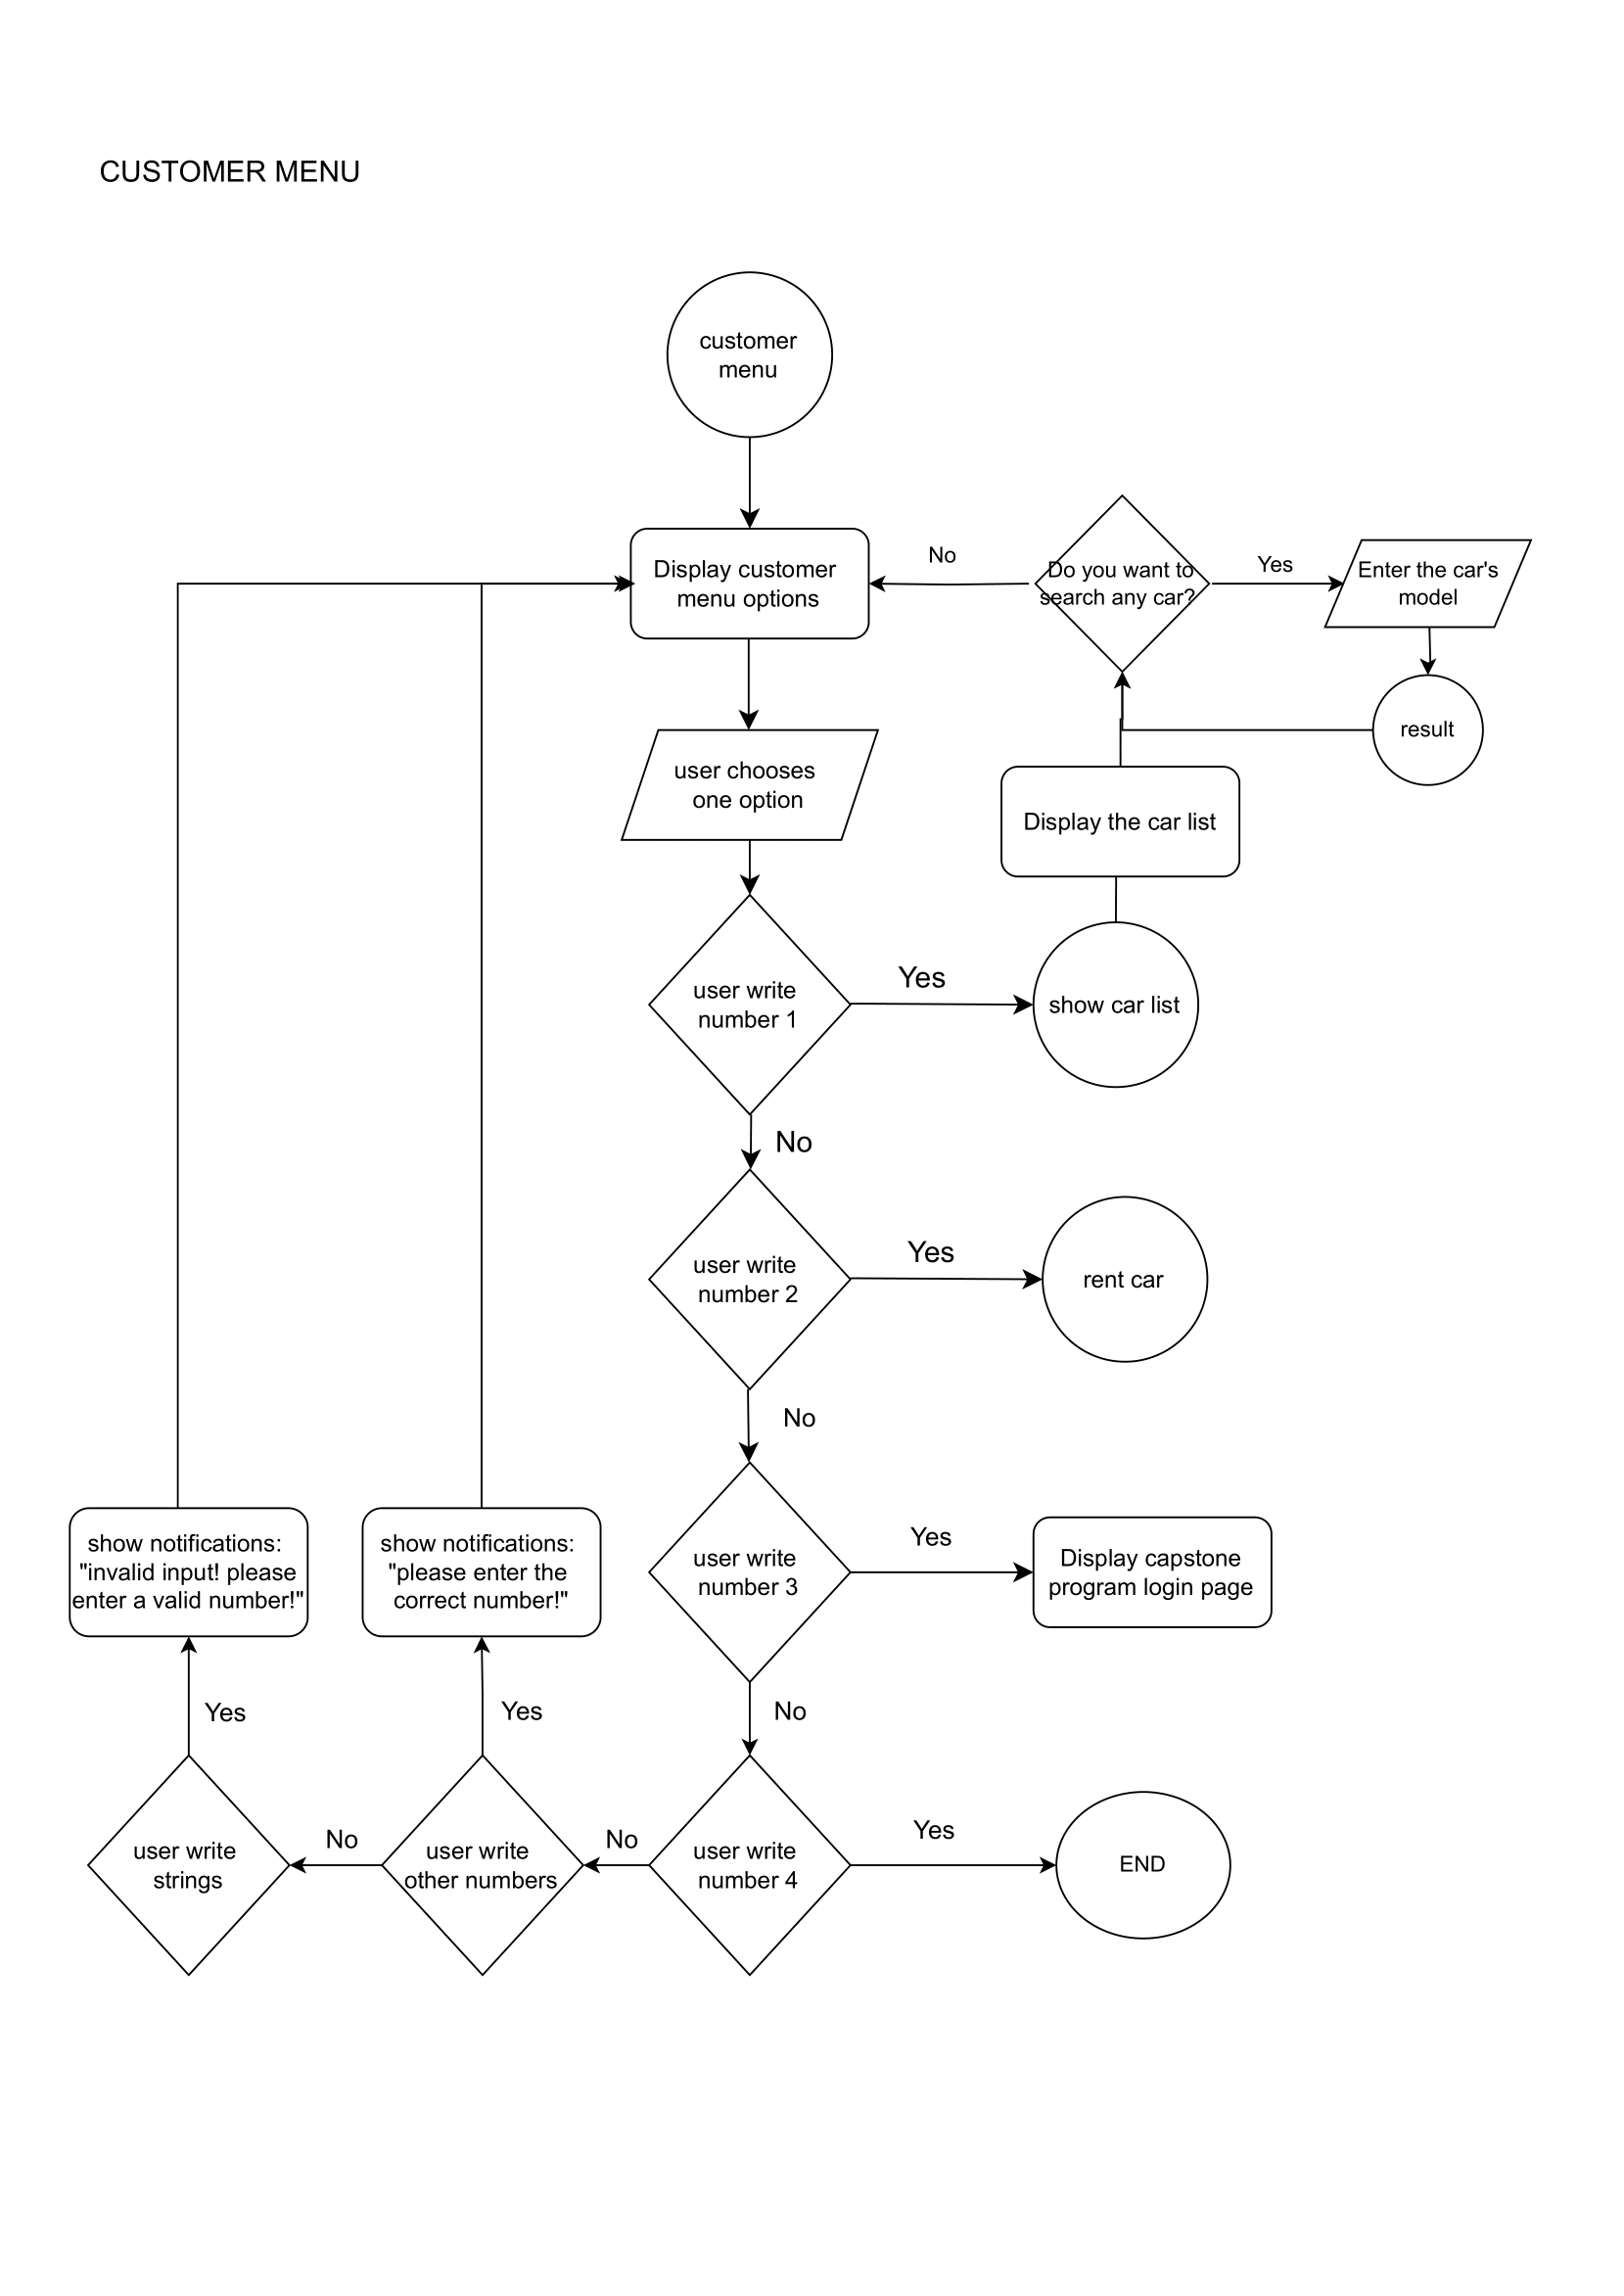 CUSTOMER MENU
customer
menu
Display customer
menu options
No
Do you want to
search any car?
Yes
Enter the car's
model
result
user chooses
one option
Display the car list
user write
number 1
Yes
show car list
No
user write
number 2
Yes
rent car
No
show notifications:
"invalid input! please
enter a valid number!"
show notifications:
"please enter the
correct number!"
user write
number 3
Yes
Display capstone
program login page
Yes
Yes
No
user write
strings
No
user write
other numbers
No
user write
number 4
Yes
END